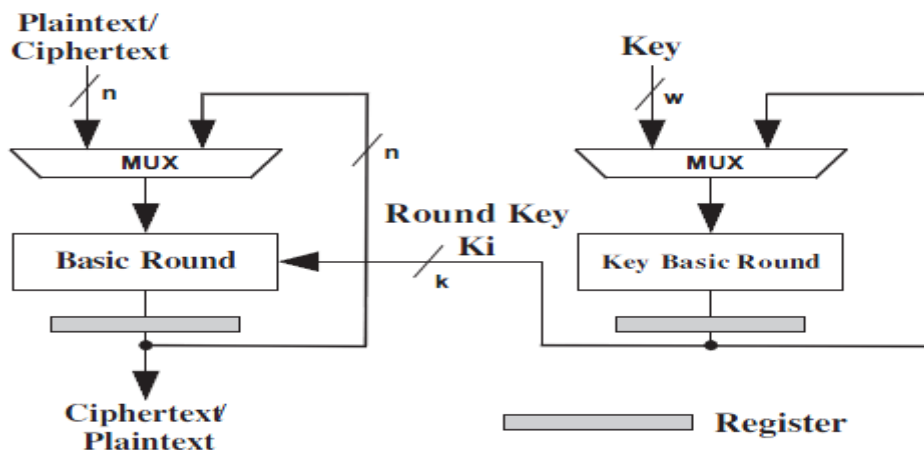 Plaintext/
Ciphertext
n
MUX
n
Basic Round
Ciphertext/
Plaintext
Round Key
Ki
k
Key
w
MUX
Key Basic Round
Register